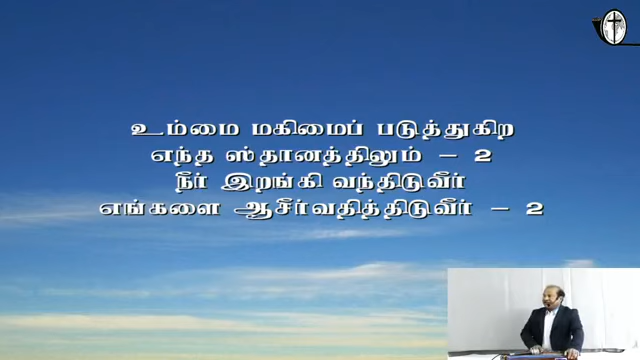 உம்மை மகிமைப் படுத்துகிற
எந்த ஸ்தானத்திலும் – 2
நீர் இறங்கி வந்திடுவீர்
எங்களை ஆசீர்வதித்திடுவீர் – 2